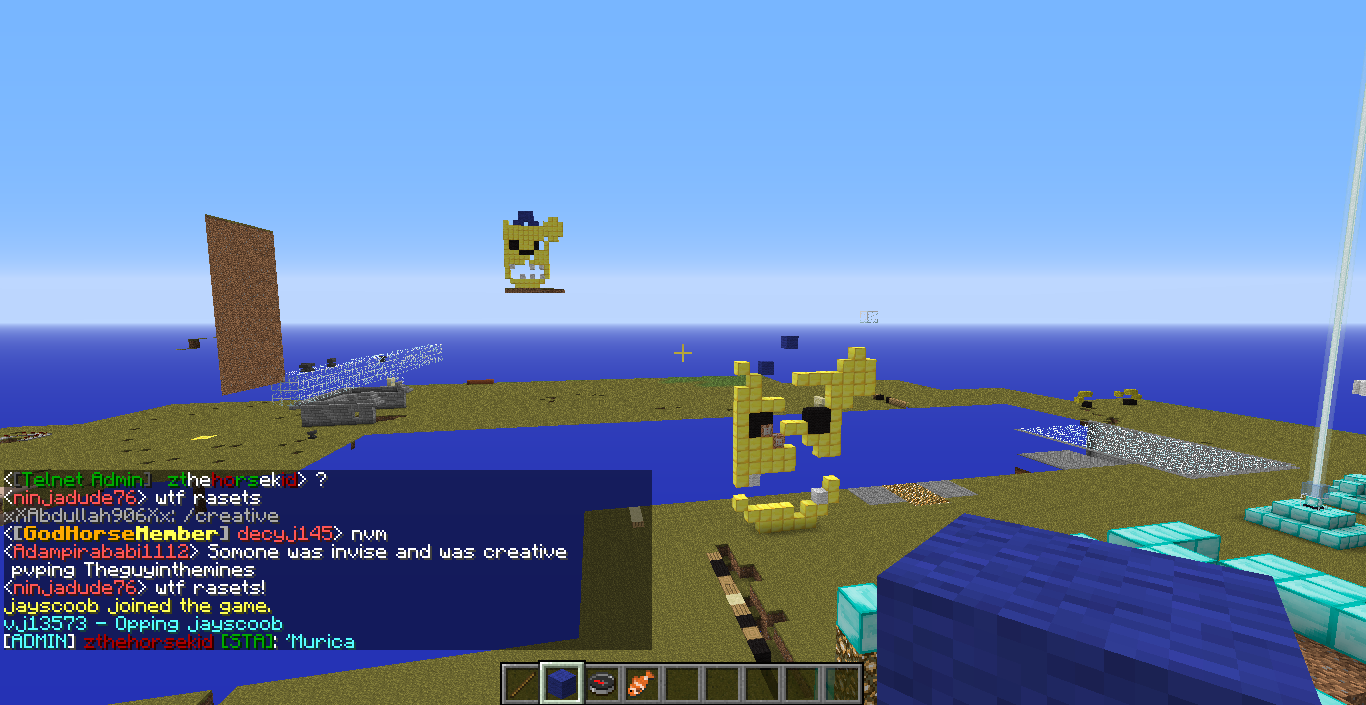 <[Telnet Admin] zthehorsekid> ?
<ninjadude76> wtf rasets
xXAbdullah906Xx: /creative
<[GodHorseMember] decyj145> nvm
<Adampirababi1112> Somone was invise and was creative
pvping Theguyinthemines
<ninjadude76> wtf rasets!
jayscoob joined the game.
vj13573 - Opping jayscoob
[ADMIN] zthehorsekid [STA]: 'Murica